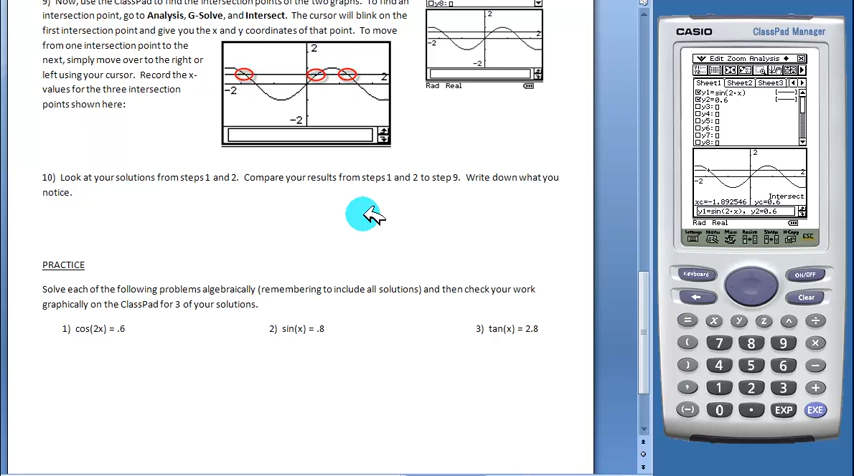 9) Now, use the ClassPad to find the intersection points of the two graphs. To find an
intersection point, go to Analysis, G-Solve, and Intersect. The cursor will blink on the
first intersection point and give you the x and y coordinates of that point. To move
from one intersection point to the
next, simply move over to the right or
left using your cursor. Record the x-
values for the three intersection
points shown here:
2
-2
2
-2
y8:
2
-2
2
-2
Rad Real
10) Look at your solutions from steps 1 and 2. Compare your results from steps 1 and 2 to step 9. Write down what you
notice.
PRACTICE
Solve each of the following problems algebraically (remembering to include all solutions) and then check your work
graphically on the ClassPad for 3 of your solutions.
1) cos(2x) = .6 2) sin(x) = .8 3) tan(x) = 2.8
CASIO ClassPad Manager
Edit Zoom Analysis
Sheet1 Sheet2 Sheet3
y1=sin(2·x)
y2=0.6
y3:
y4:
y5:
y6:
y7:
y8:
2
-2
2
Intersect
xc=-1.892546 yc=0.6
y1=sin(2·x), y2=0.6
Rad Real
Settings Menu Resize Swap ESC
Keyboard ON/OFF
Clear
= x y z ^ ÷
( 7 8 9 ×
) 4 5 6 −
, 1 2 3 +
(−) 0 . EXP EXE